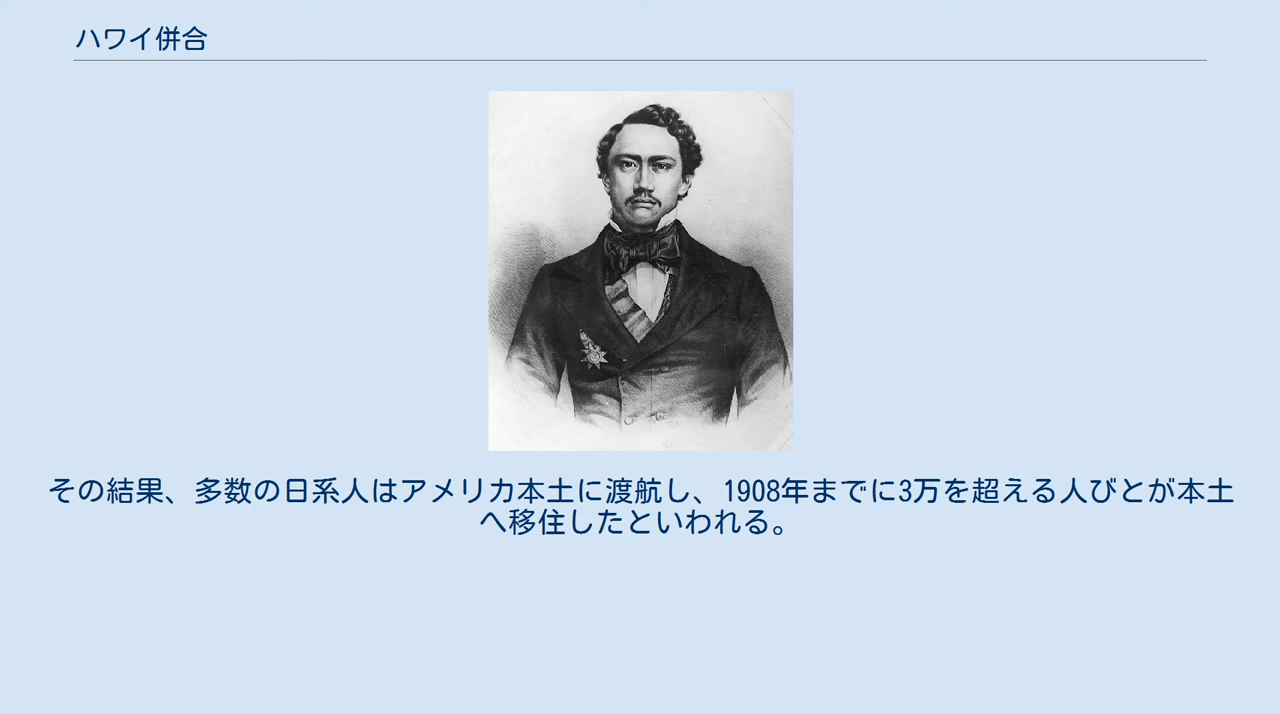 ハワイ併合
その結果、多数の日系人はアメリカ本土に渡航し、1908年までに3万を超える人びとが本土
へ移住したといわれる。